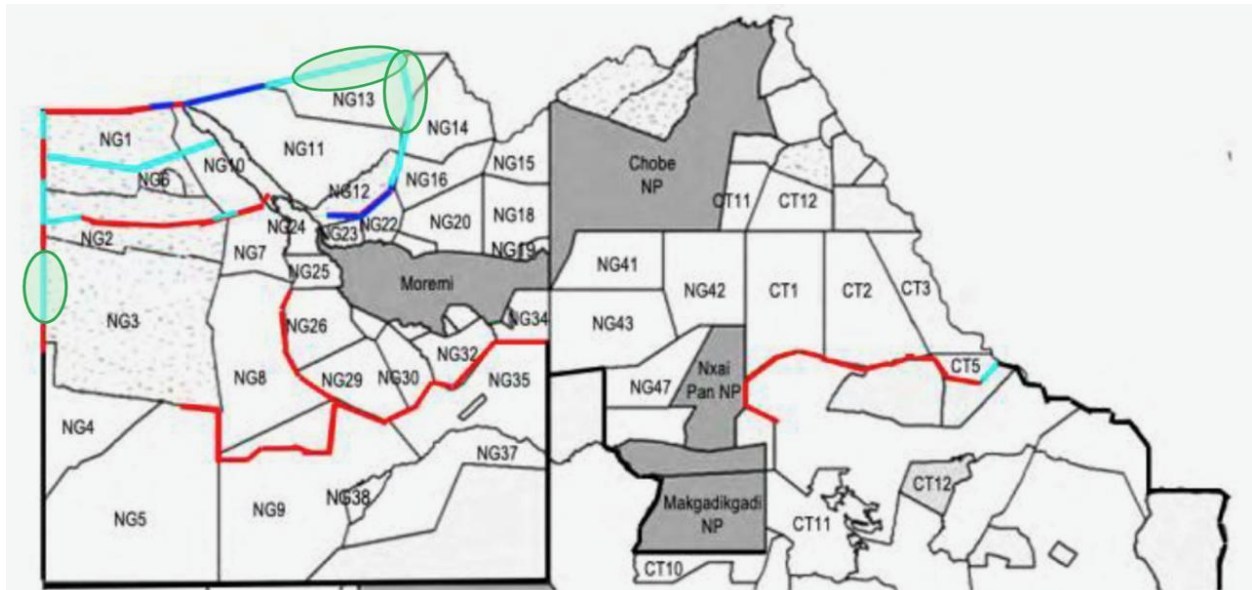 NG13
NG1
NG14
NG11
NG10
NG6
NG15
Chobe
NP
NG12
NG16
CT11
CT12
NG24
NG23
NG22
NG20
NG18
NG2
NG7
NG19
NG25
NG41
Moremi
NG42
CT1
CT2
CT3
NG3
NG26
NG34
NG43
NG32
NG8
NG29
NG30
NG35
Nxai
Pan NP
CT5
NG47
NG4
NG37
NG38
Makgadikgadi
NP
CT12
NG5
NG9
CT11
CT10